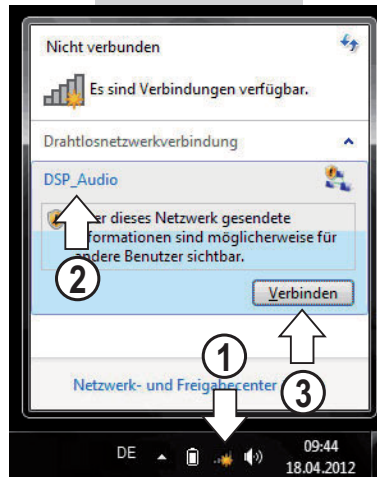 Nicht verbunden
Es sind Verbindungen verfügbar.
Drahtlosnetzwerkverbindung
DSP_Audio
dieses Netzwerk gesendete
sind möglicherweise für
andere Benutzer sichtbar.
2
Verbinden
1
Netzwerk- und Freigabecenter
3
DE
09:44
18.04.2012